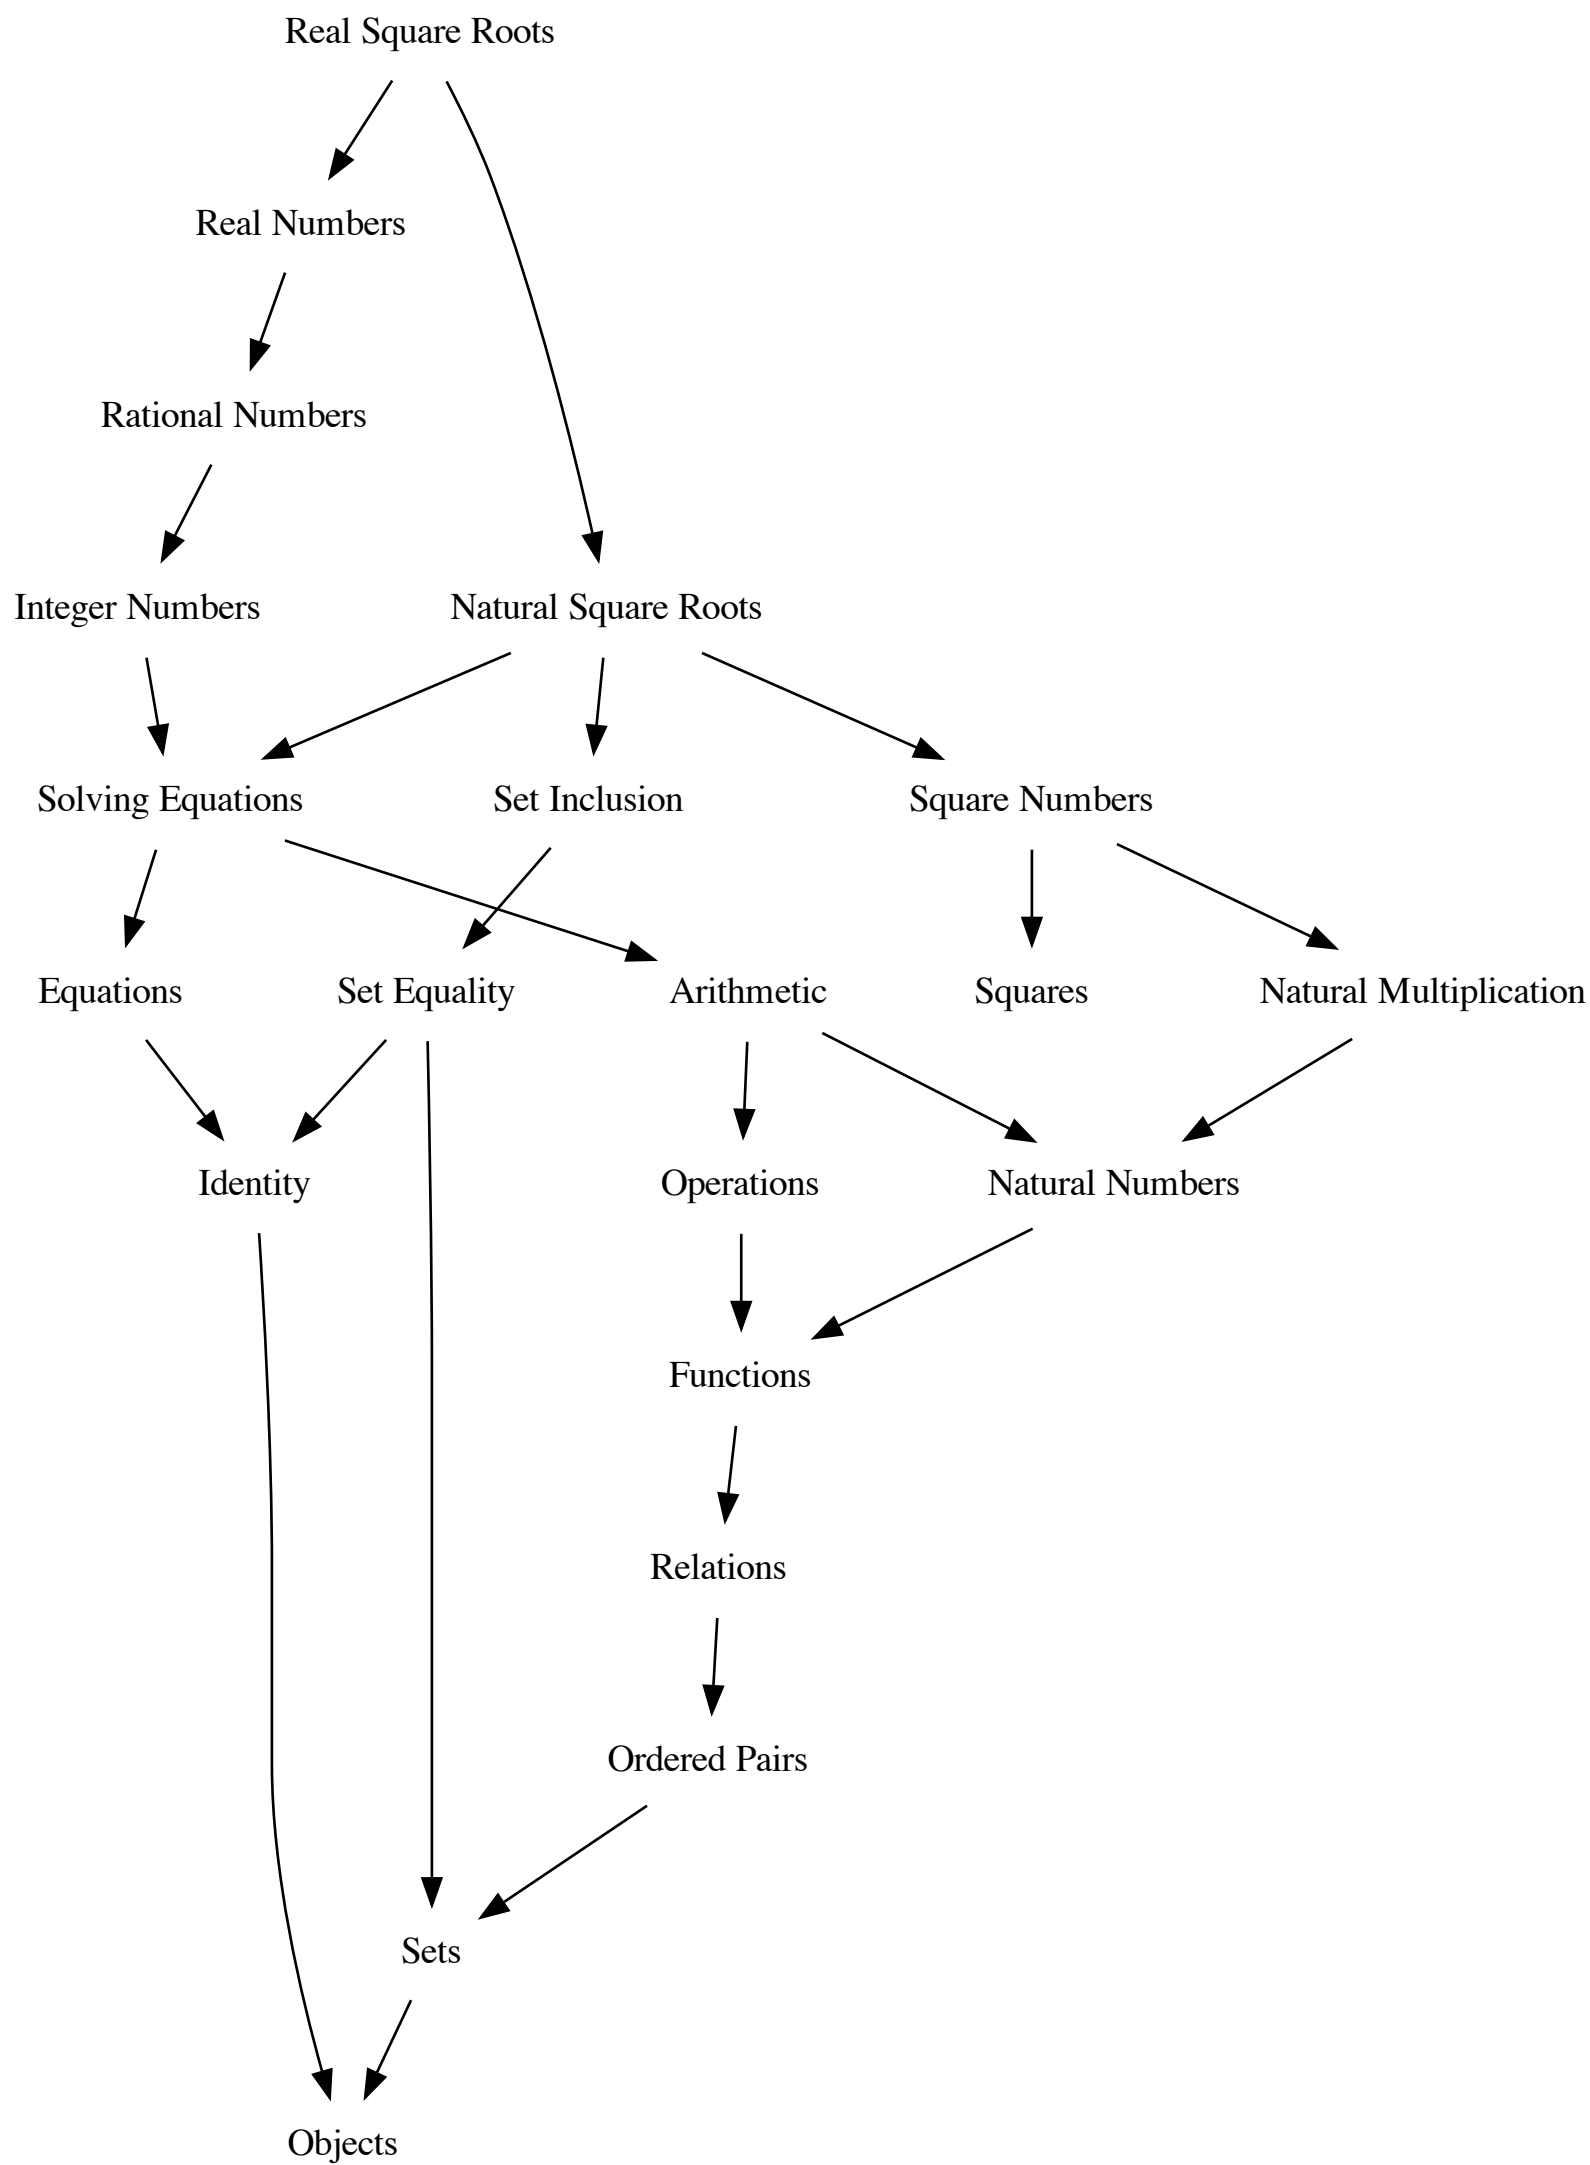 Real Square Roots
Real Numbers
Rational Numbers
Integer Numbers
Natural Square Roots
Solving Equations
Set Inclusion
Square Numbers
Equations
Set Equality
Arithmetic
Squares
Natural Multiplication
Identity
Operations
Natural Numbers
Functions
Relations
Ordered Pairs
Sets
Objects